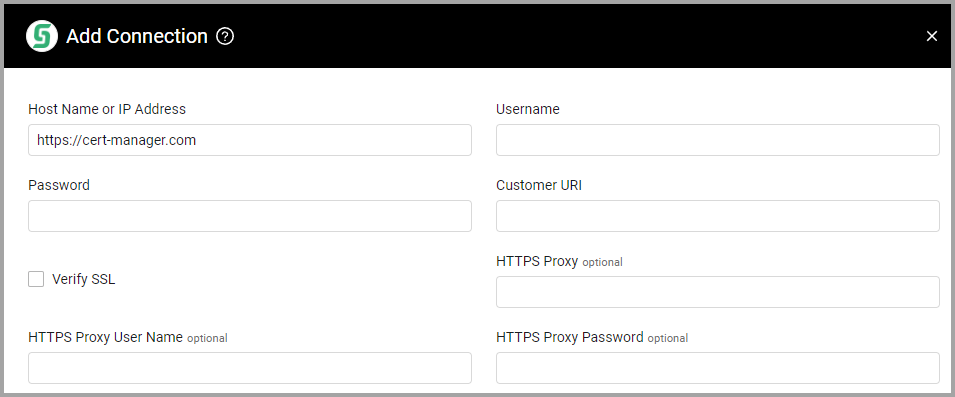 Add Connection ?
Host Name or IP Address
Username
https://cert-manager.com
Password
Customer URI
Verify SSL
HTTPS Proxy optional
HTTPS Proxy User Name optional
HTTPS Proxy Password optional